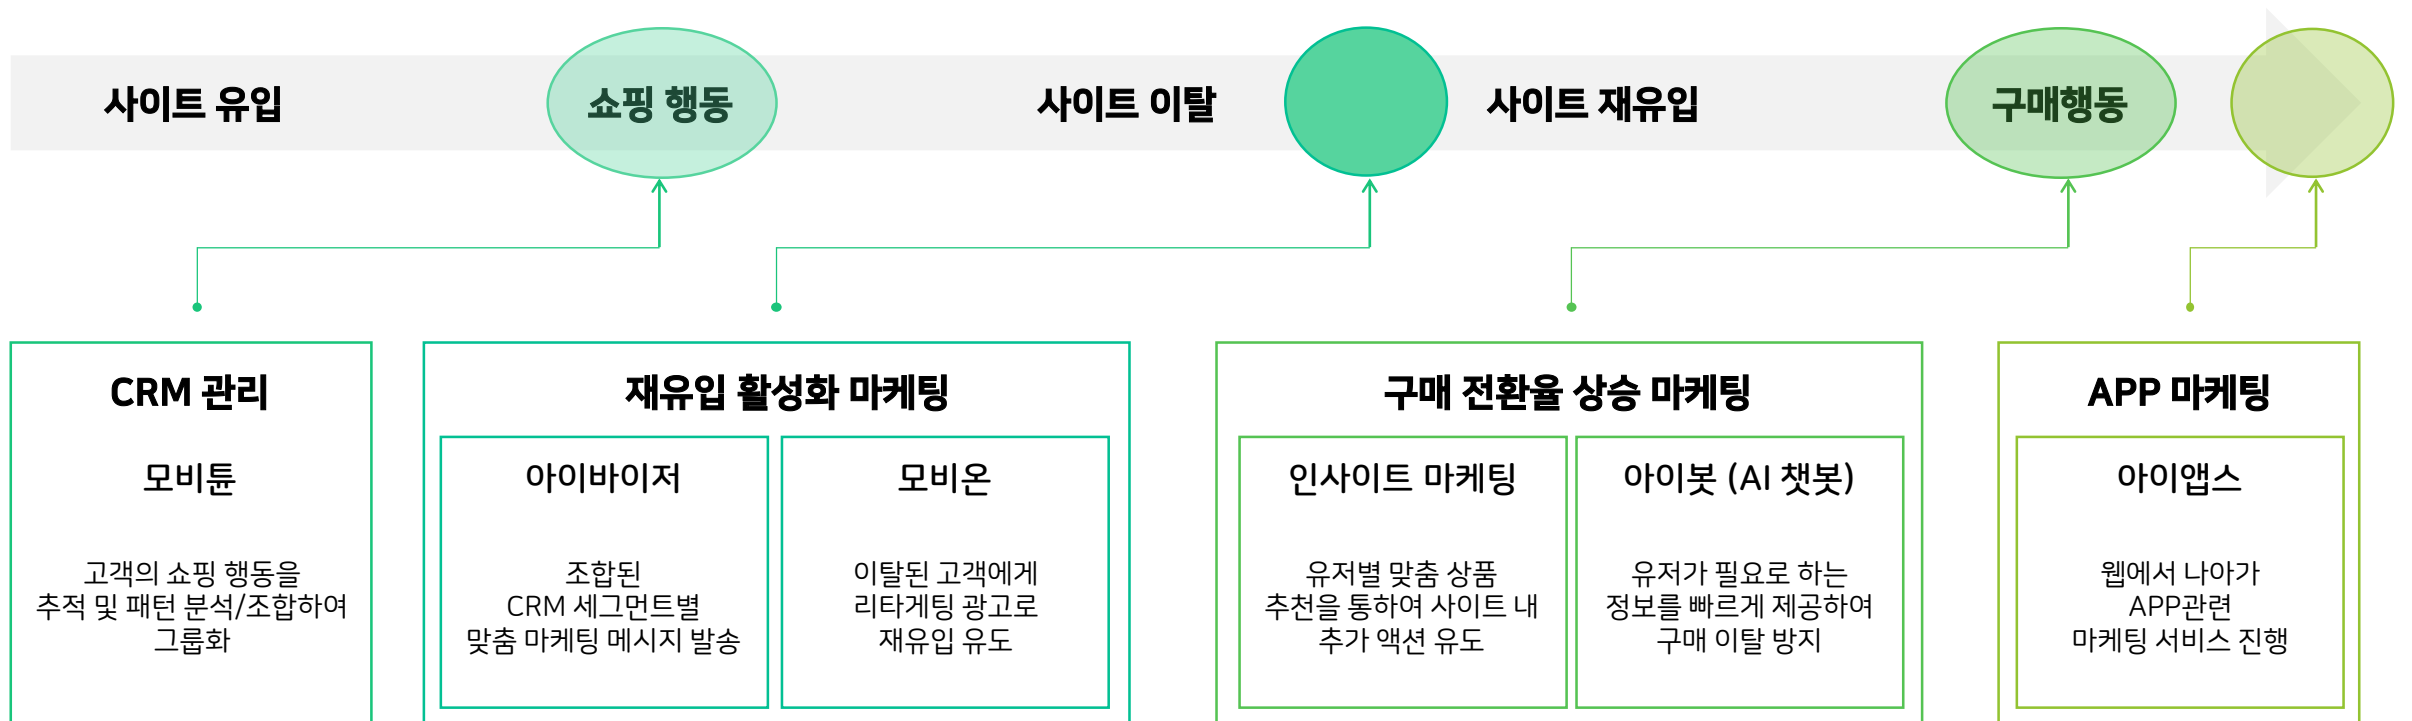 사이트 유입
쇼핑 행동
사이트 이탈
사이트 재유입
구매행동
CRM 관리
모비튠
고객의 쇼핑 행동을
추적 및 패턴 분석/조합하여
그룹화
재유입 활성화 마케팅
아이바이저
조합된
CRM 세그먼트별
맞춤 마케팅 메시지 발송
모비온
이탈된 고객에게
리타게팅 광고로
재유입 유도
구매 전환율 상승 마케팅
인사이트 마케팅
유저별 맞춤 상품
추천을 통하여 사이트 내
추가 액션 유도
아이봇 (AI 챗봇)
유저가 필요로 하는
정보를 빠르게 제공하여
구매 이탈 방지
APP 마케팅
아이앱스
웹에서 나아가
APP관련
마케팅 서비스 진행